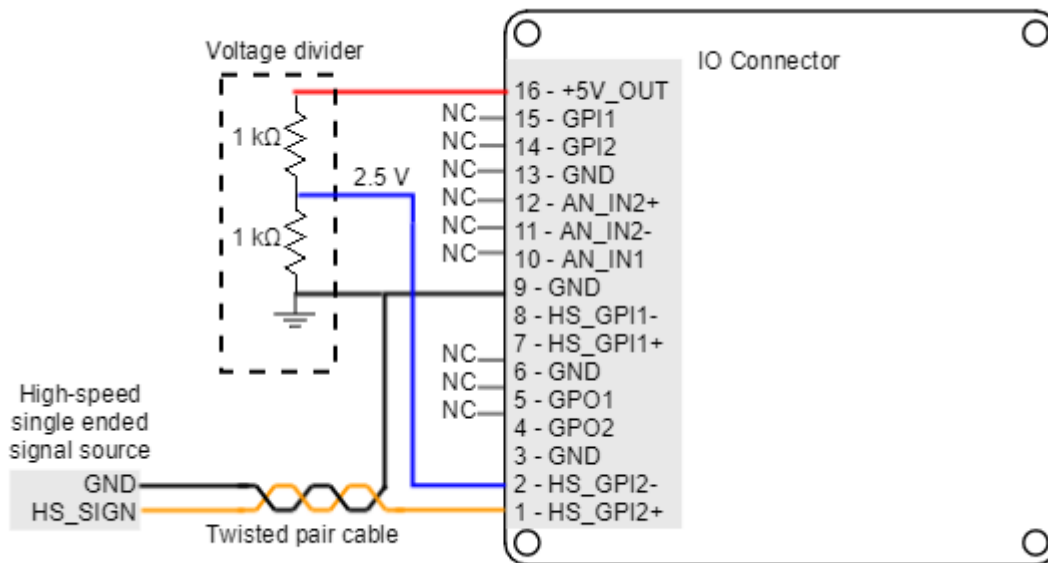 Voltage divider
IO Connector
1 kΩ
1 kΩ
2.5 V
NC
NC
NC
NC
NC
NC
NC
NC
NC
16 - +5V_OUT
15 - GPI1
14 - GPI2
13 - GND
12 - AN_IN2+
11 - AN_IN2-
10 - AN_IN1
9 - GND
8 - HS_GPI1-
7 - HS_GPI1+
6 - GND
5 - GPO1
4 - GPO2
3 - GND
2 - HS_GPI2-
1 - HS_GPI2+
High-speed
single ended
signal source
GND
HS_SIGN
Twisted pair cable